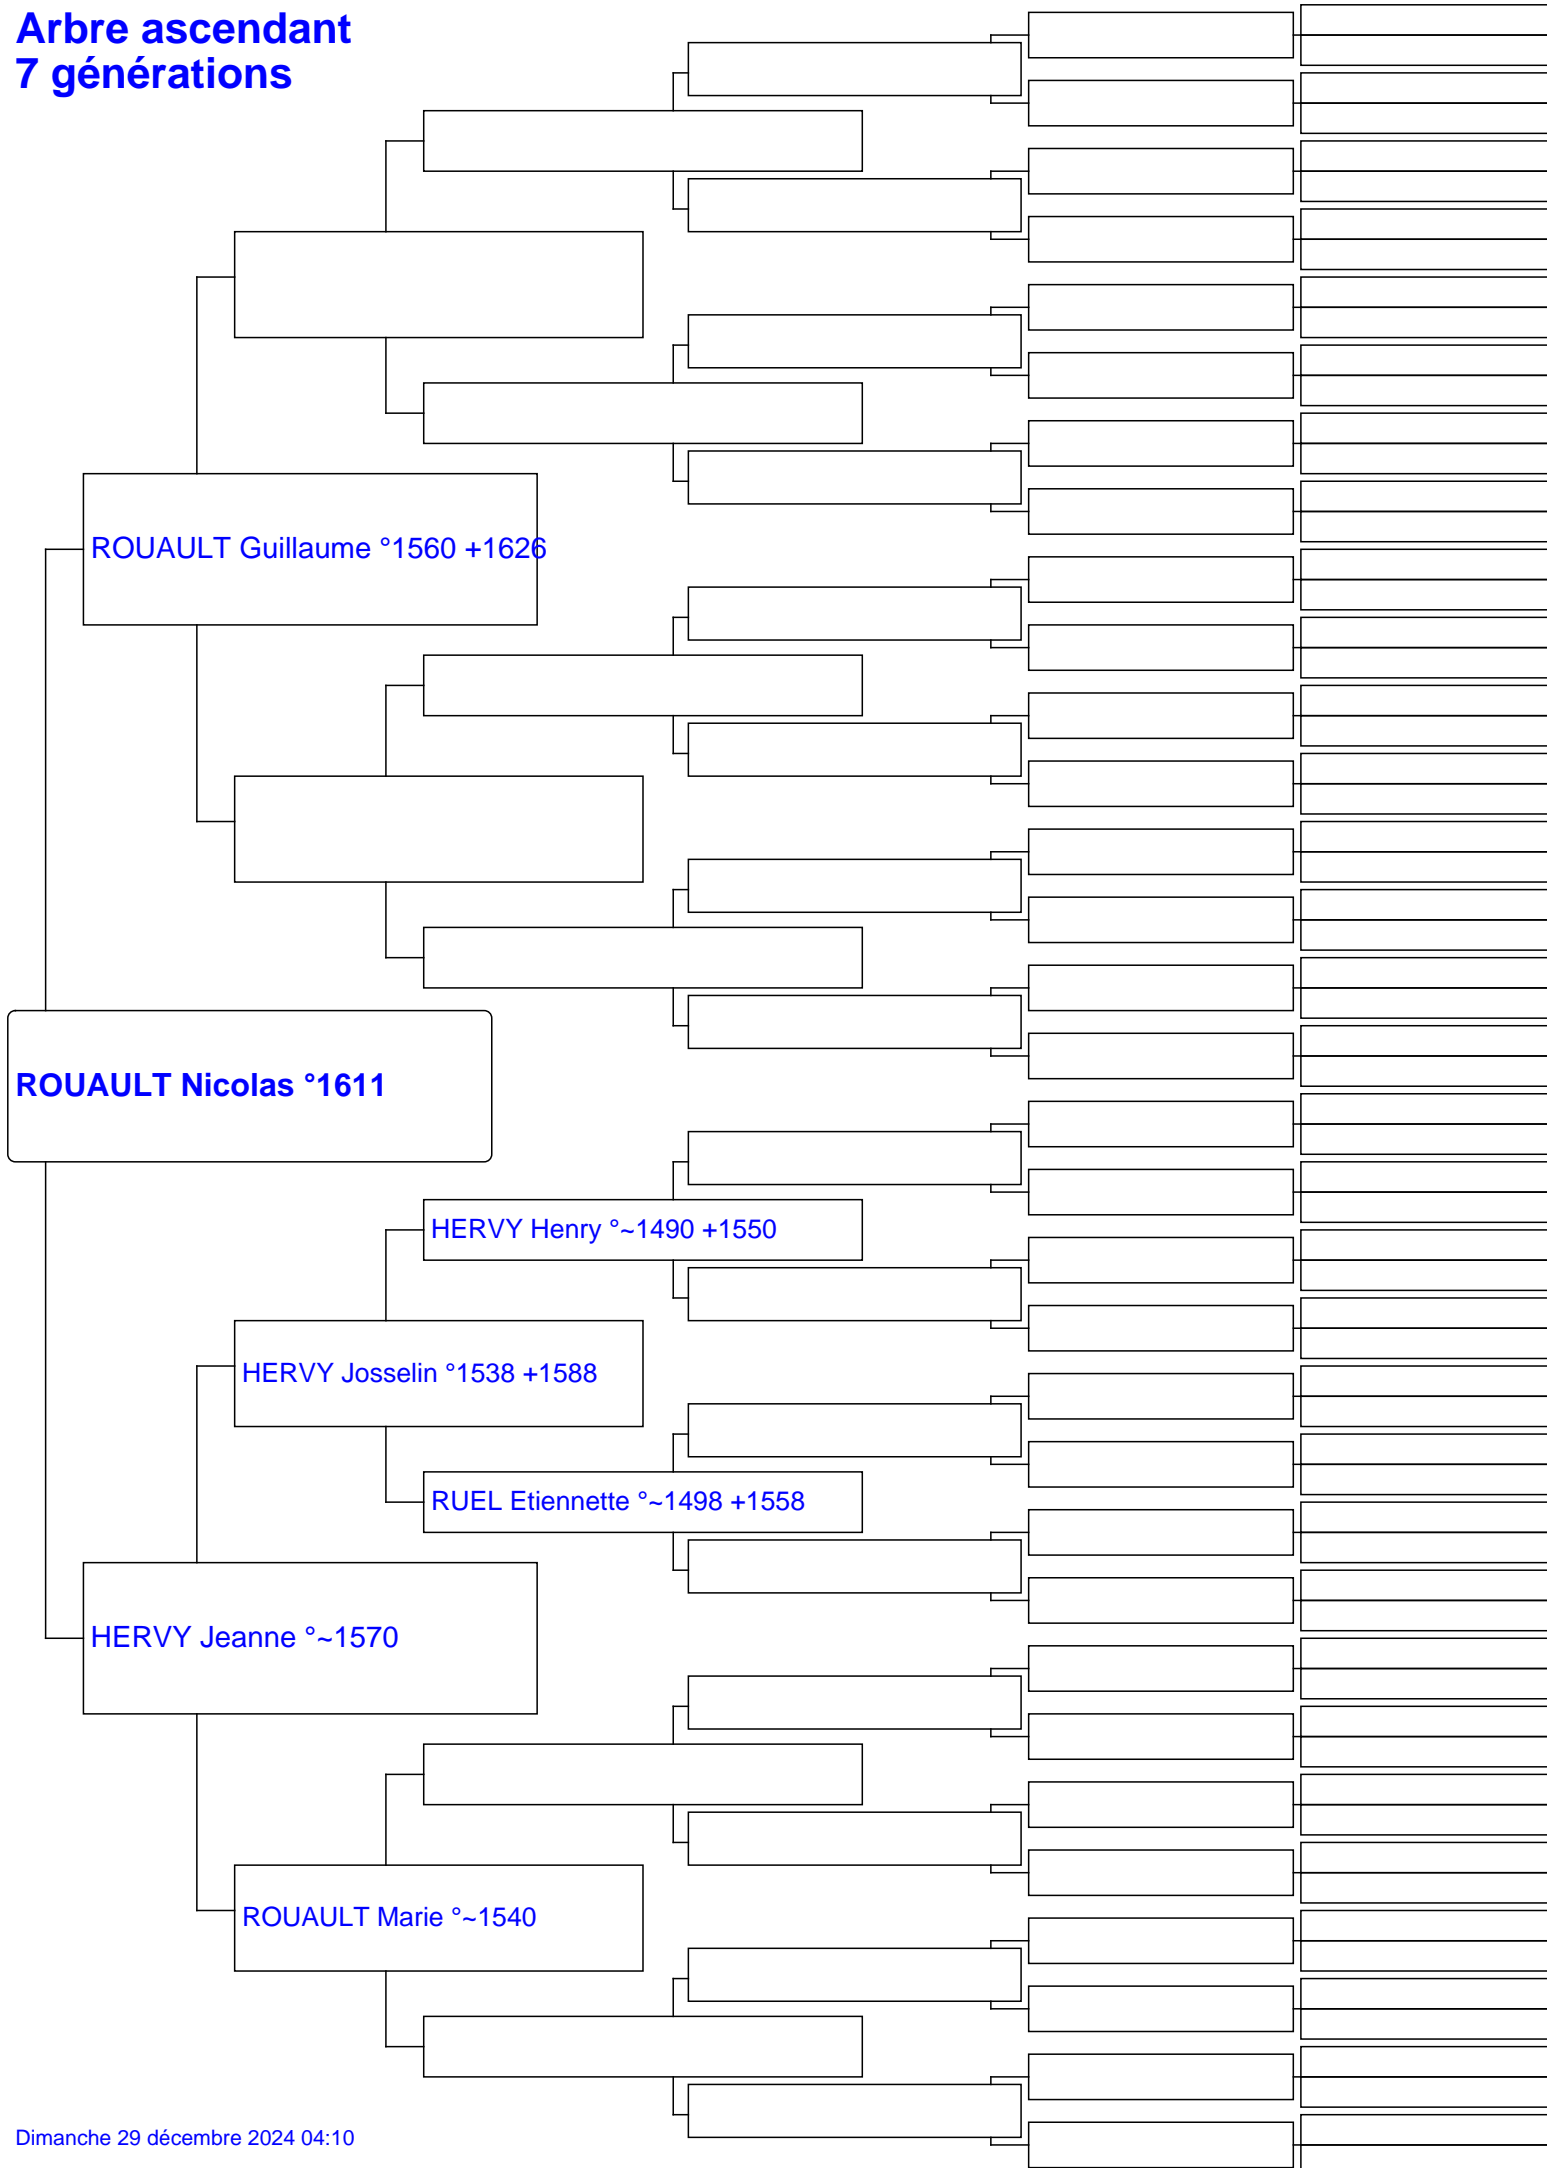 Arbre ascendant
7 générations
ROUAULT Guillaume °1560 +1626
ROUAULT Nicolas °1611
HERVY Henry °~1490 +1550
HERVY Josselin °1538 +1588
RUEL Etiennette °~1498 +1558
HERVY Jeanne °~1570
ROUAULT Marie °~1540
Dimanche 29 décembre 2024 04:10